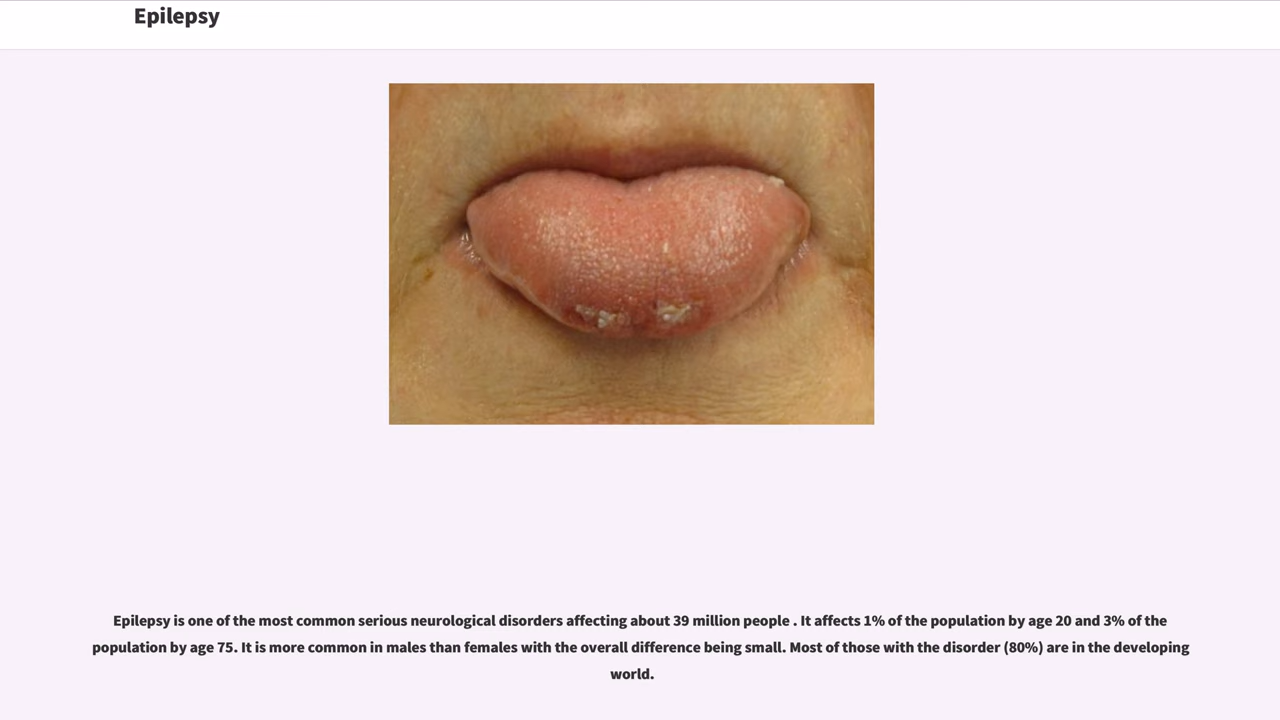 Epilepsy
Epilepsy is one of the most common serious neurological disorders affecting about 39 million people . It affects 1% of the population by age 20 and 3% of the
population by age 75. It is more common in males than females with the overall difference being small. Most of those with the disorder (80%) are in the developing
world.